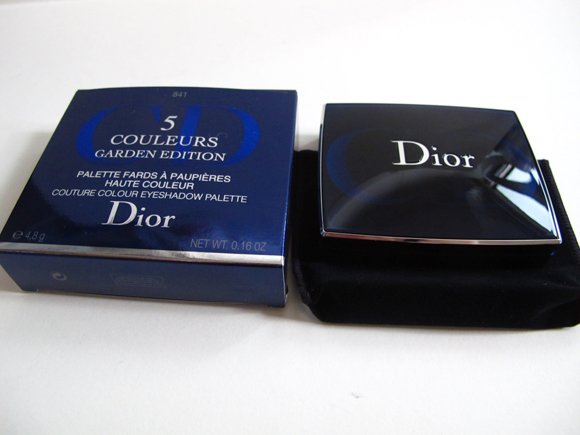 841
5
COULEURS
GARDEN EDITION
PALETTE FARDS À PAUPIÈRES
HAUTE COULEUR
COUTURE COLOUR EYESHADOW PALETTE
Dior
e 4,8 g
NET WT. 0.16 OZ
Dior